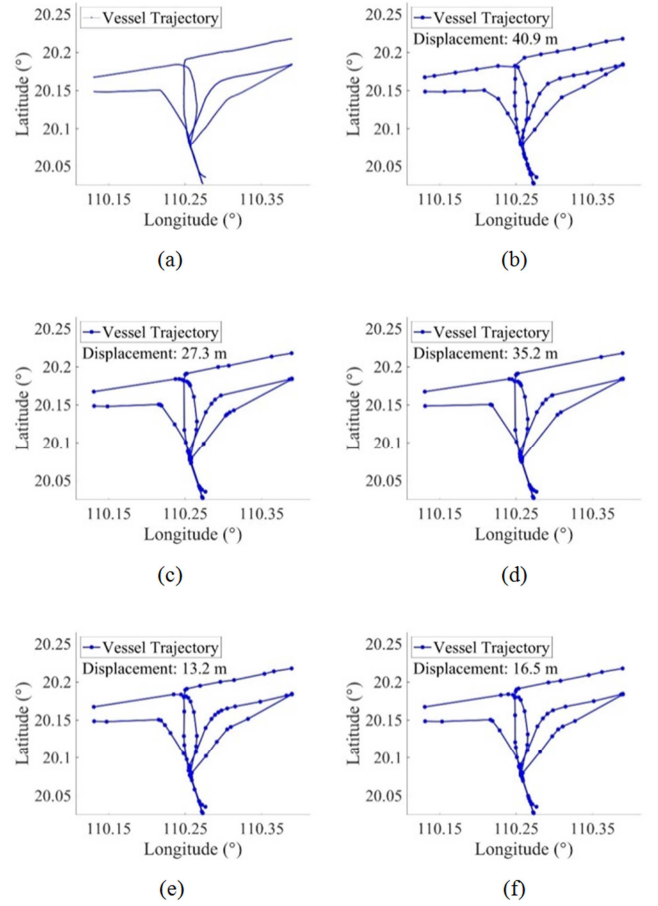 Vessel Trajectory
20.25
20.2
20.15
20.1
20.05
Latitude (°)
110.15 110.25 110.35
Longitude (°)
(a)
Vessel Trajectory
Displacement: 40.9 m
20.25
20.2
20.15
20.1
20.05
Latitude (°)
110.15 110.25 110.35
Longitude (°)
(b)
Vessel Trajectory
Displacement: 27.3 m
20.25
20.2
20.15
20.1
20.05
Latitude (°)
110.15 110.25 110.35
Longitude (°)
(c)
Vessel Trajectory
Displacement: 35.2 m
20.25
20.2
20.15
20.1
20.05
Latitude (°)
110.15 110.25 110.35
Longitude (°)
(d)
Vessel Trajectory
Displacement: 13.2 m
20.25
20.2
20.15
20.1
20.05
Latitude (°)
110.15 110.25 110.35
Longitude (°)
(e)
Vessel Trajectory
Displacement: 16.5 m
20.25
20.2
20.15
20.1
20.05
Latitude (°)
110.15 110.25 110.35
Longitude (°)
(f)